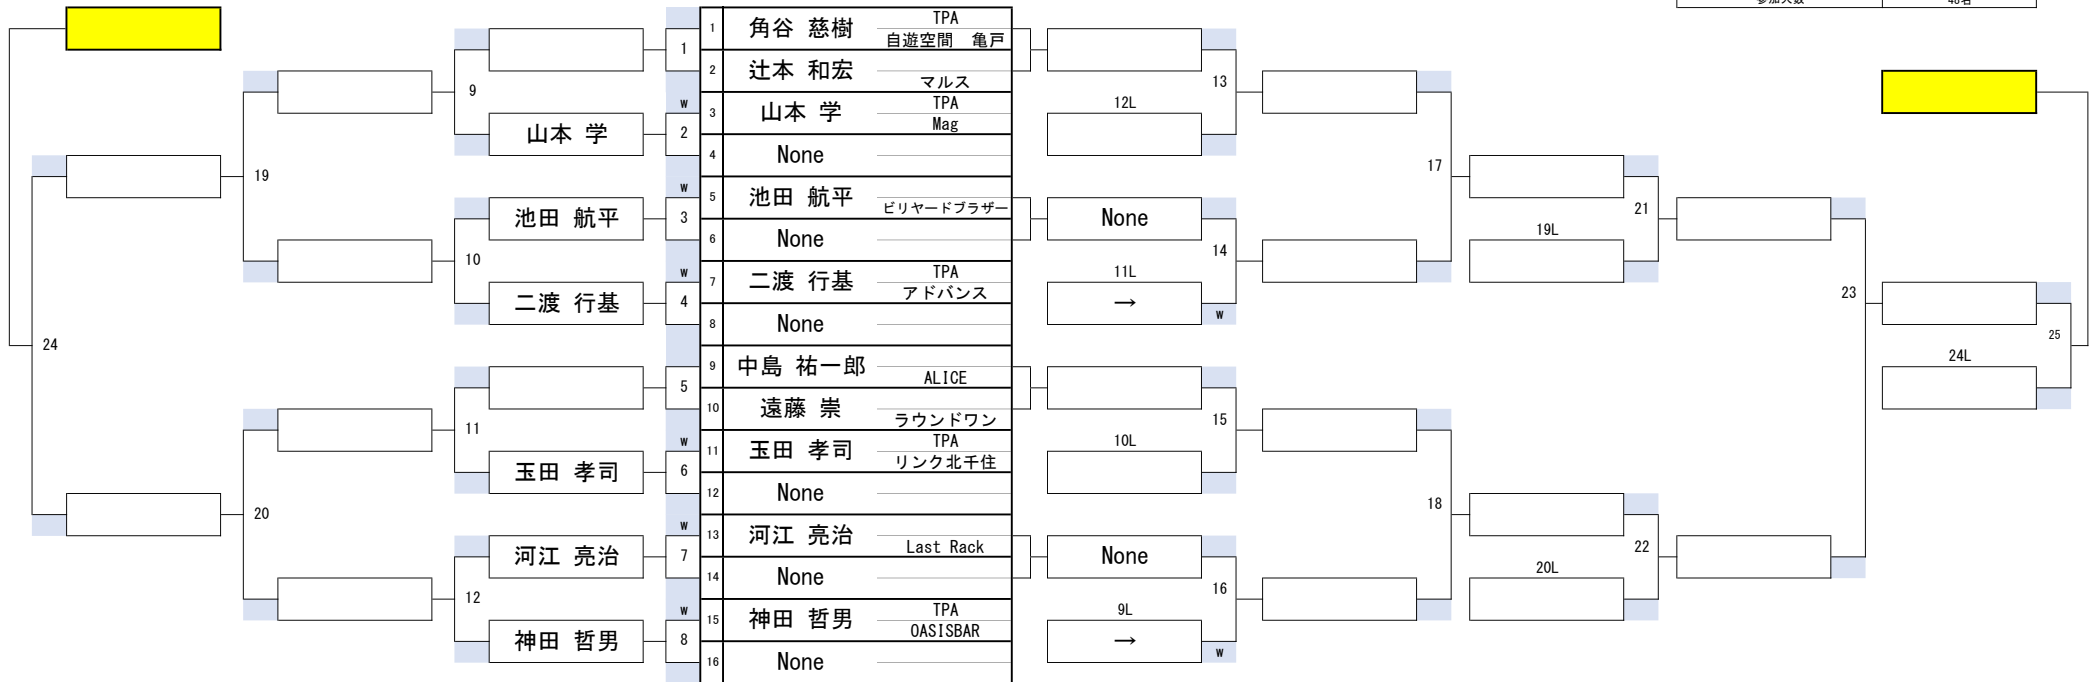 参加人数 48名
1 角谷 慈樹 TPA
自遊空間 亀戸
1
2 辻本 和宏 マルス
13
9
W
3 山本 学 TPA
Mag
12L
山本 学 2
4 None
17
19
W
5 池田 航平 ビリヤードブラザー
池田 航平 3
None
21
6 None
19L
10
14
W
7 二渡 行基 TPA
アドバンス
11L
二渡 行基 4
→
W
23
8 None
24
25
9 中島 祐一郎 ALICE
24L
5
10 遠藤 崇 ラウンドワン
15
11
W
11 玉田 孝司 TPA
リンク北千住
10L
玉田 孝司 6
12 None
18
20
W
13 河江 亮治 Last Rack
河江 亮治 7
None
22
14 None
20L
12
16
W
15 神田 哲男 TPA
OASISBAR
9L
神田 哲男 8
→
W
16 None